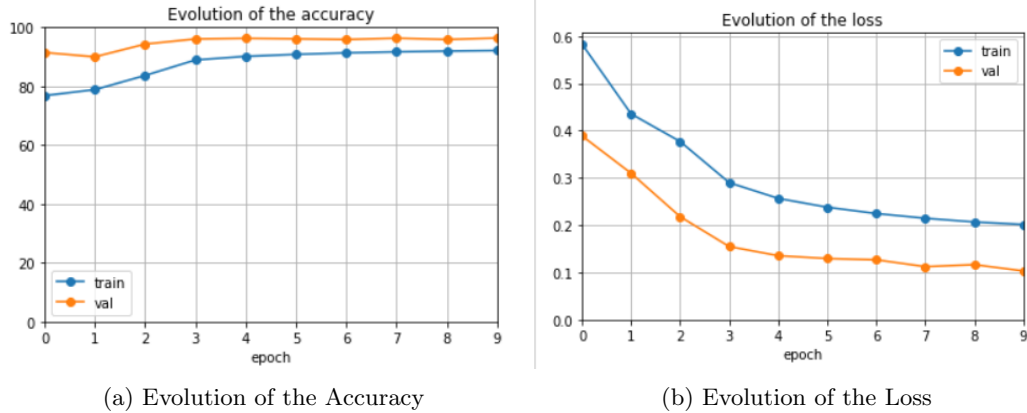 Evolution of the accuracy
100
80
60
40
20
0
train
val
0 1 2 3 4 5 6 7 8 9
epoch
(a) Evolution of the Accuracy
Evolution of the loss
0.6
0.5
0.4
0.3
0.2
0.1
0.0
train
val
0 1 2 3 4 5 6 7 8 9
epoch
(b) Evolution of the Loss